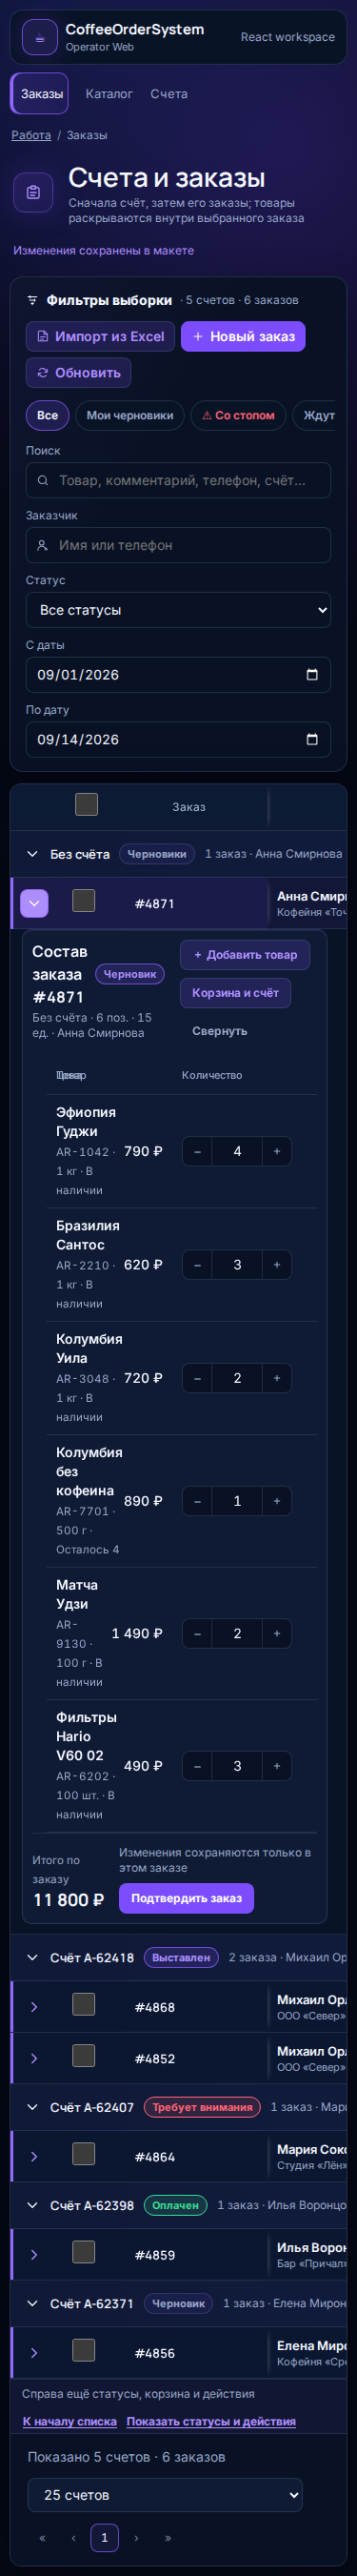 CoffeeOrderSystem
Operator Web
React workspace
Заказы Каталог Счета
Работа / Заказы
Счета и заказы
Сначала счёт, затем его заказы; товары
раскрываются внутри выбранного заказа
Изменения сохранены в макете
Фильтры выборки · 5 счетов · 6 заказов
Импорт из Excel
+ Новый заказ
Обновить
Все Мои черновики ⚠ Со стопом Ждут
Поиск
Товар, комментарий, телефон, счёт…
Заказчик
Имя или телефон
Статус
Все статусы
С даты
09/01/2026
По дату
09/14/2026
Заказ
Без счёта Черновики 1 заказ · Анна Смирнова
#4871
Анна Смир
Кофейня «Точ
Состав
заказа
#4871
Черновик
Без счёта · 6 поз. · 15
ед. · Анна Смирнова
+ Добавить товар
Корзина и счёт
Свернуть
Количество
Эфиопия
Гуджи
AR-1042 ·
1 кг · В
наличии
790 ₽
− 4 +
Бразилия
Сантос
AR-2210 ·
1 кг · В
наличии
620 ₽
− 3 +
Колумбия
Уила
AR-3048 ·
1 кг · В
наличии
720 ₽
− 2 +
Колумбия
без
кофеина
AR-7701 ·
500 г ·
Осталось 4
890 ₽
− 1 +
Матча
Удзи
AR-
9130 ·
100 г · В
наличии
1 490 ₽
− 2 +
Фильтры
Hario
V60 02
AR-6202 ·
100 шт. · В
наличии
490 ₽
− 3 +
Итого по
заказу
11 800 ₽
Изменения сохраняются только в
этом заказе
Подтвердить заказ
Счёт A-62418 Выставлен 2 заказа · Михаил Ор
#4868
Михаил Орл
ООО «Север»
#4852
Михаил Орл
ООО «Север»
Счёт A-62407 Требует внимания 1 заказ · Мари
#4864
Мария Соко
Студия «Лён»
Счёт A-62398 Оплачен 1 заказ · Илья Воронцо
#4859
Илья Ворон
Бар «Причал»
Счёт A-62371 Черновик 1 заказ · Елена Мирон
#4856
Елена Миро
Кофейня «Сре
Справа ещё статусы, корзина и действия
К началу списка Показать статусы и действия
Показано 5 счетов · 6 заказов
25 счетов
« ‹ 1 › »